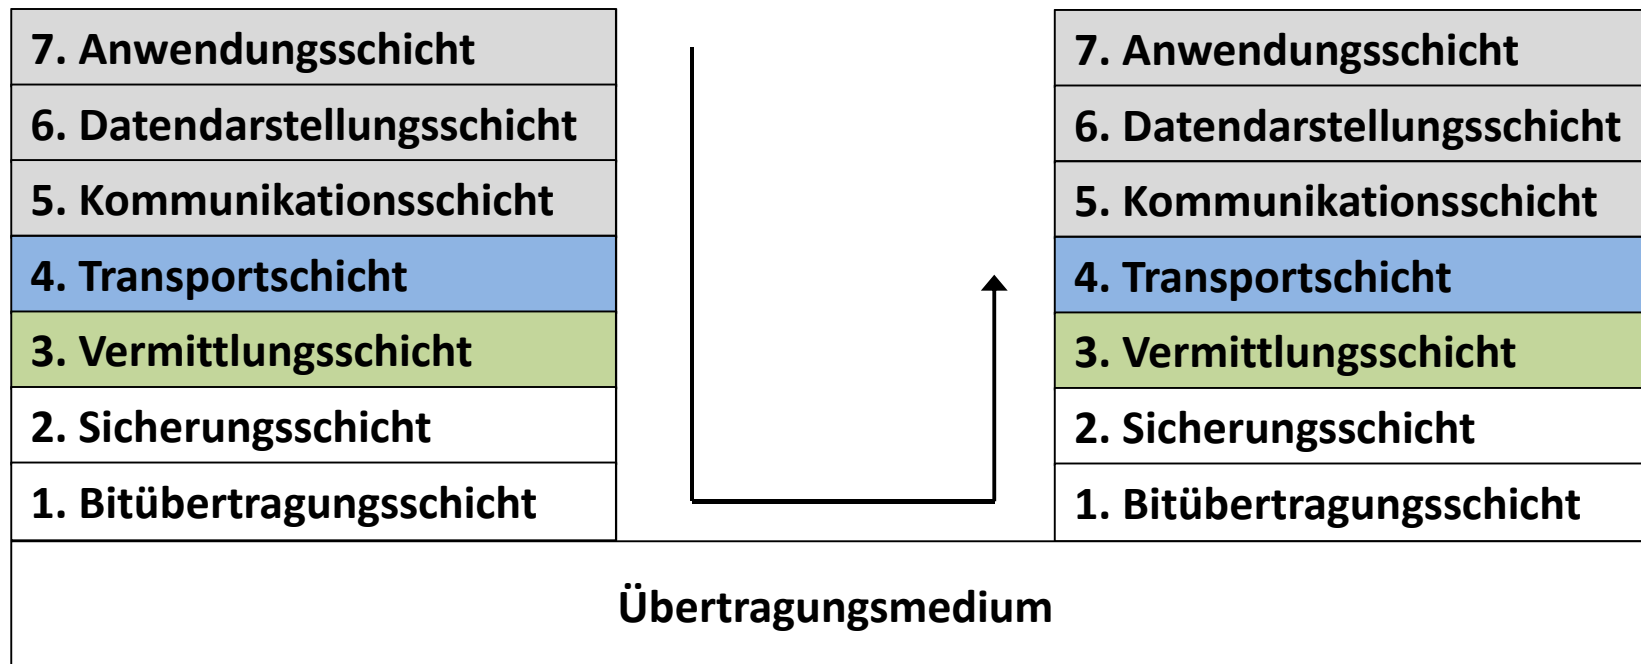 7. Anwendungsschicht
6. Datendarstellungsschicht
5. Kommunikationsschicht
4. Transportschicht
3. Vermittlungsschicht
2. Sicherungsschicht
1. Bitübertragungsschicht
7. Anwendungsschicht
6. Datendarstellungsschicht
5. Kommunikationsschicht
4. Transportschicht
3. Vermittlungsschicht
2. Sicherungsschicht
1. Bitübertragungsschicht
Übertragungsmedium